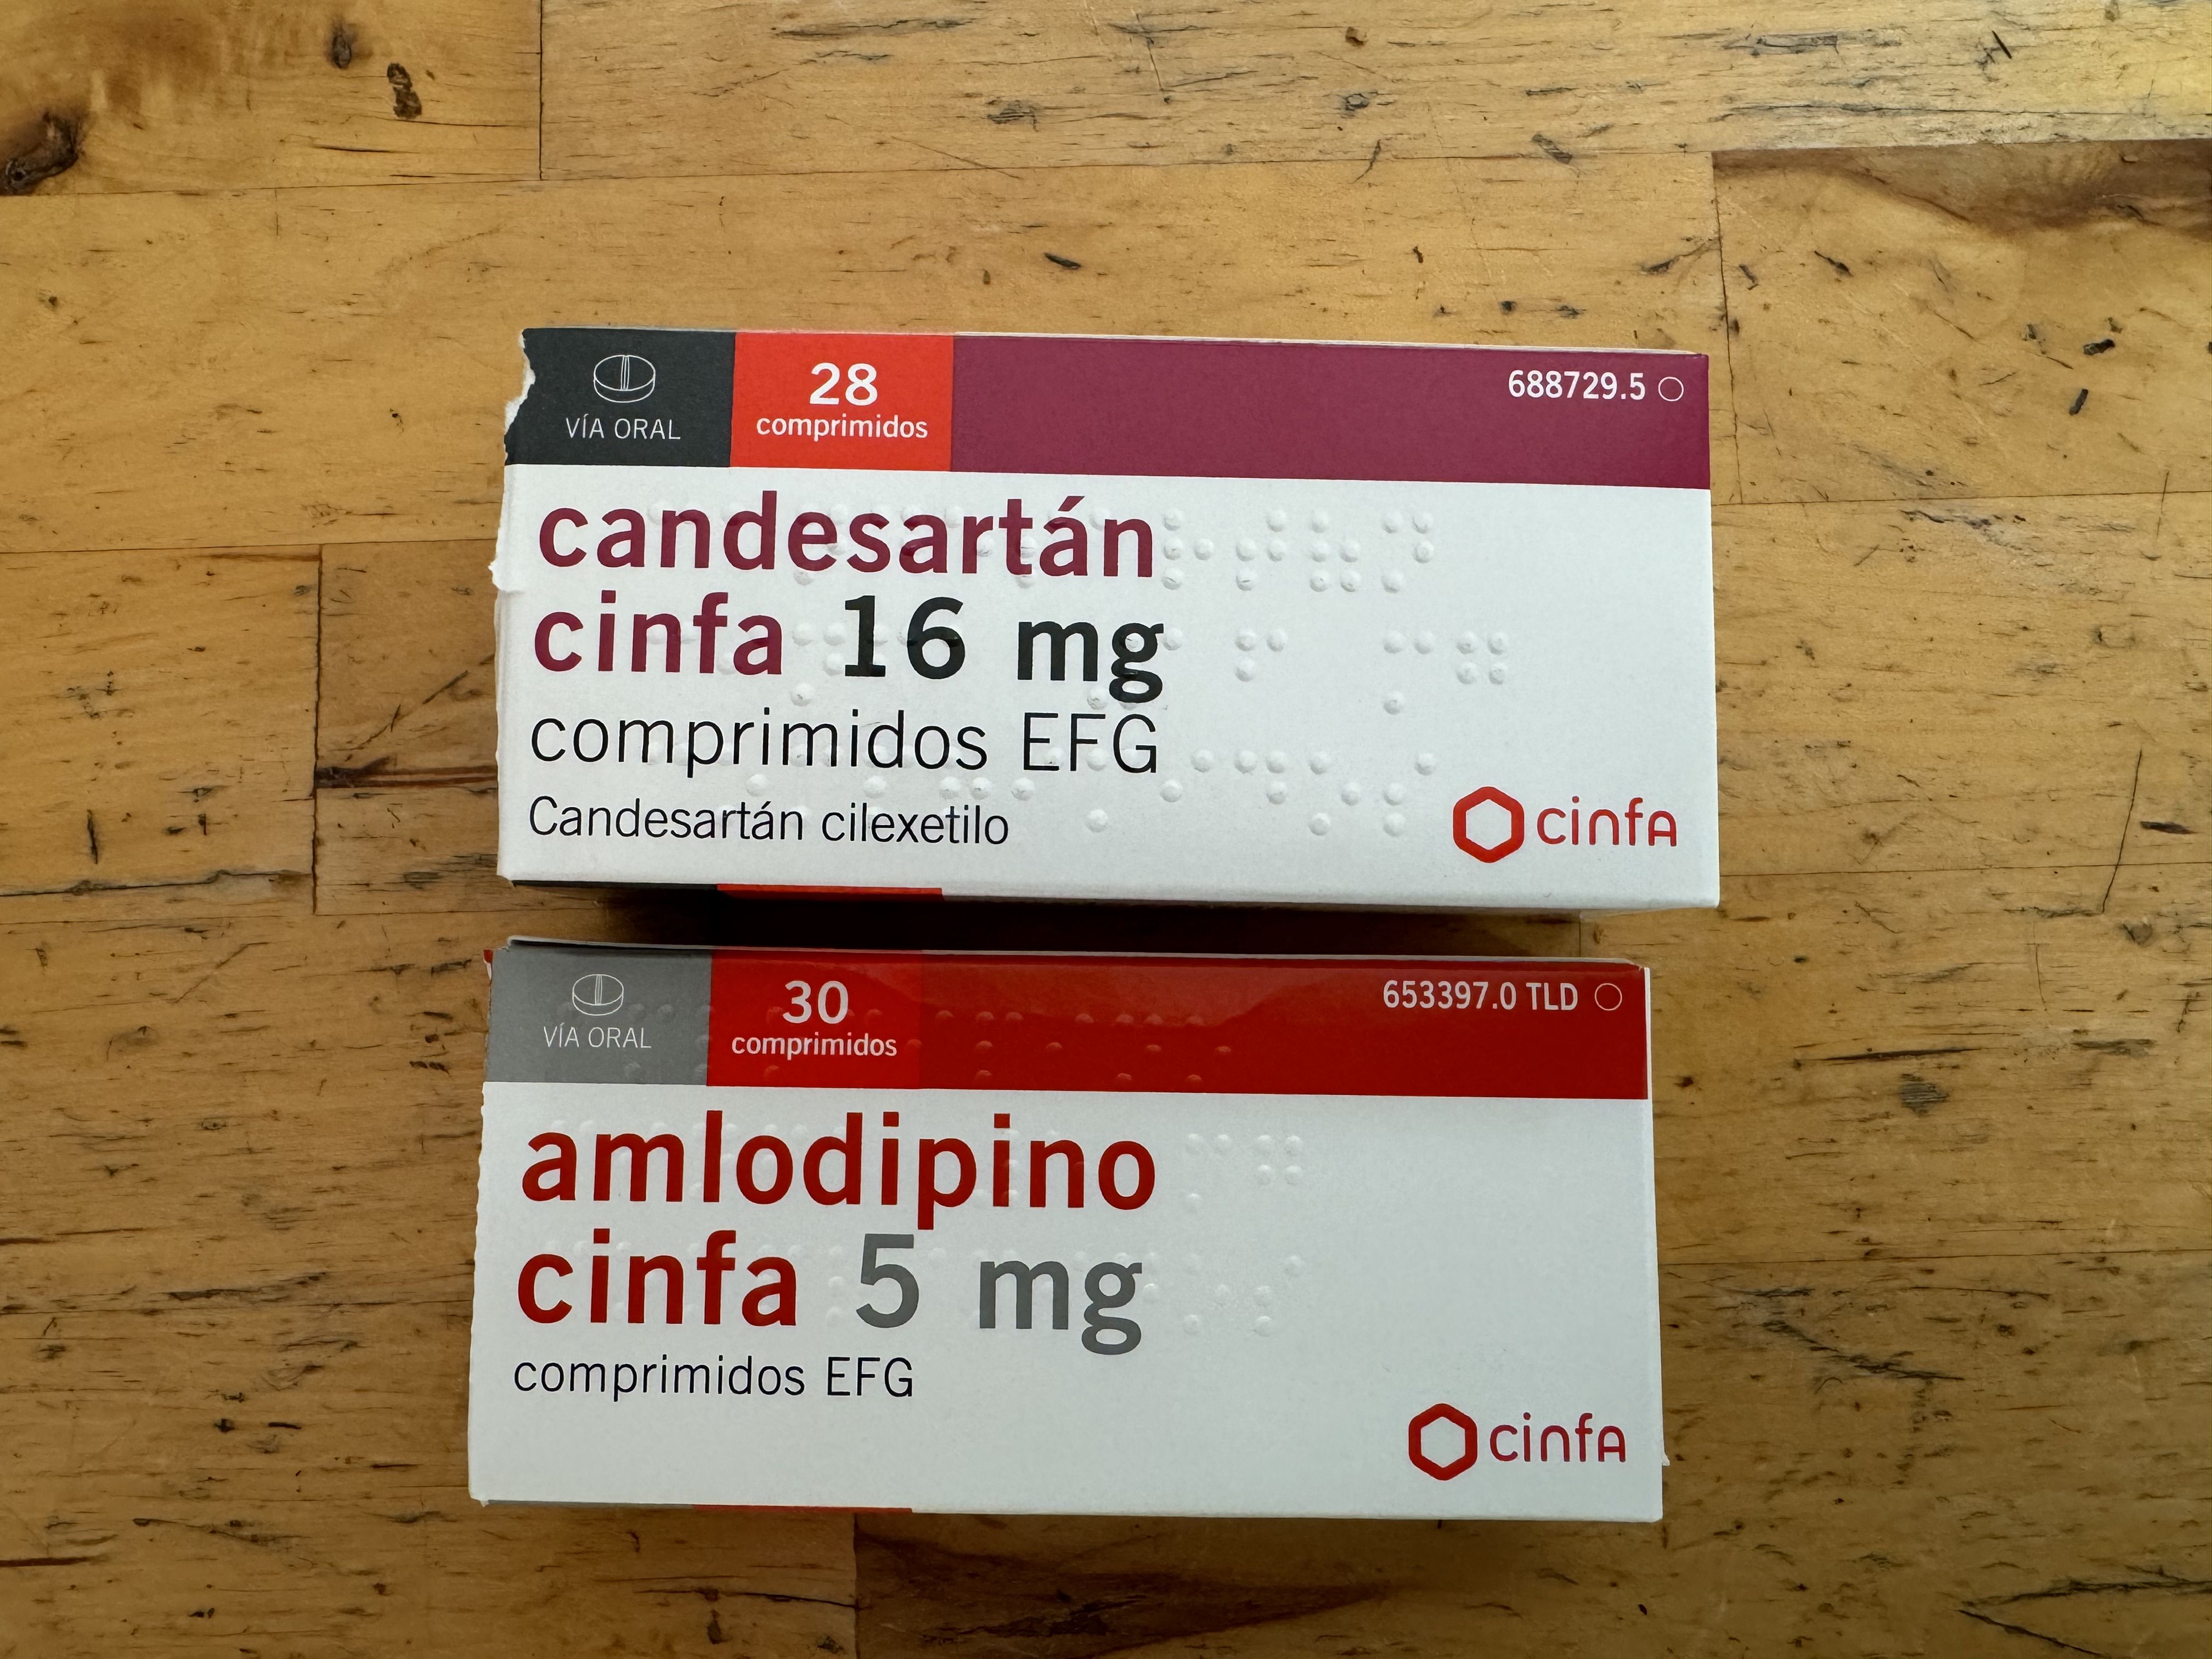 28
688729.5
VÍA ORAL
comprimidos
candesartán
cinfa 16 mg
comprimidos EFG
Candesartán cilexetilo
cinfa
30
653397.0 TLD
VÍA ORAL
comprimidos
amlodipino
cinfa 5 mg
comprimidos EFG
cinfa